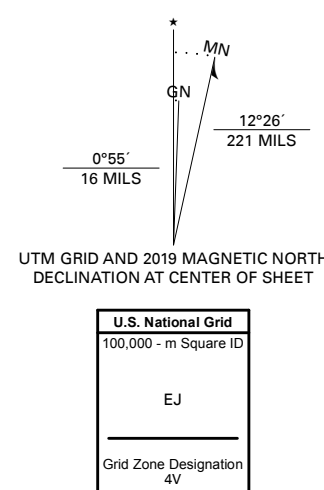 ★
MN
GN
12°26´
221 MILS
0°55´
16 MILS
UTM GRID AND 2019 MAGNETIC NORTH
DECLINATION AT CENTER OF SHEET
U.S. National Grid
100,000 - m Square ID
EJ
Grid Zone Designation
4V